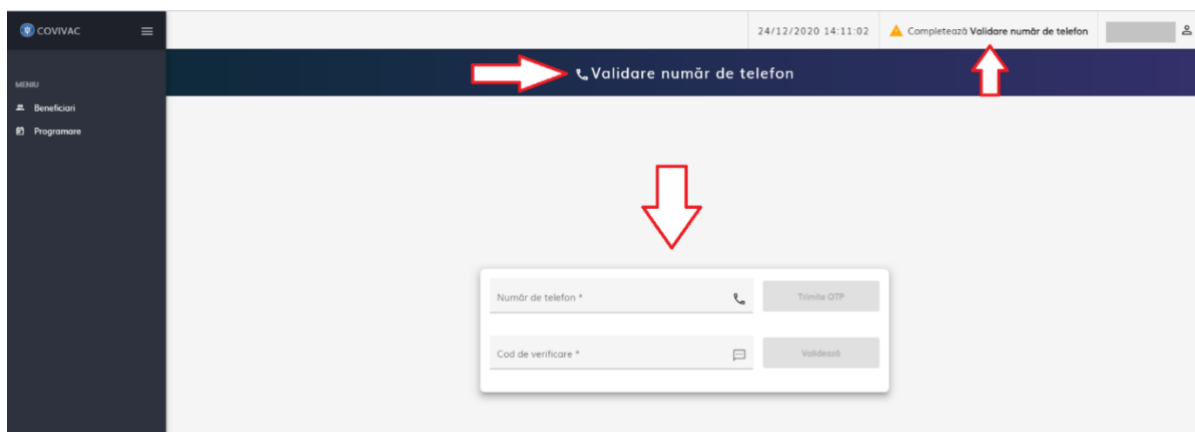 COVIVAC
24/12/2020 14:11:02
Completează Validare număr de telefon
Validare număr de telefon
MENIU
Beneficiari
Programare
Număr de telefon *
Trimite OTP
Cod de verificare *
Validează